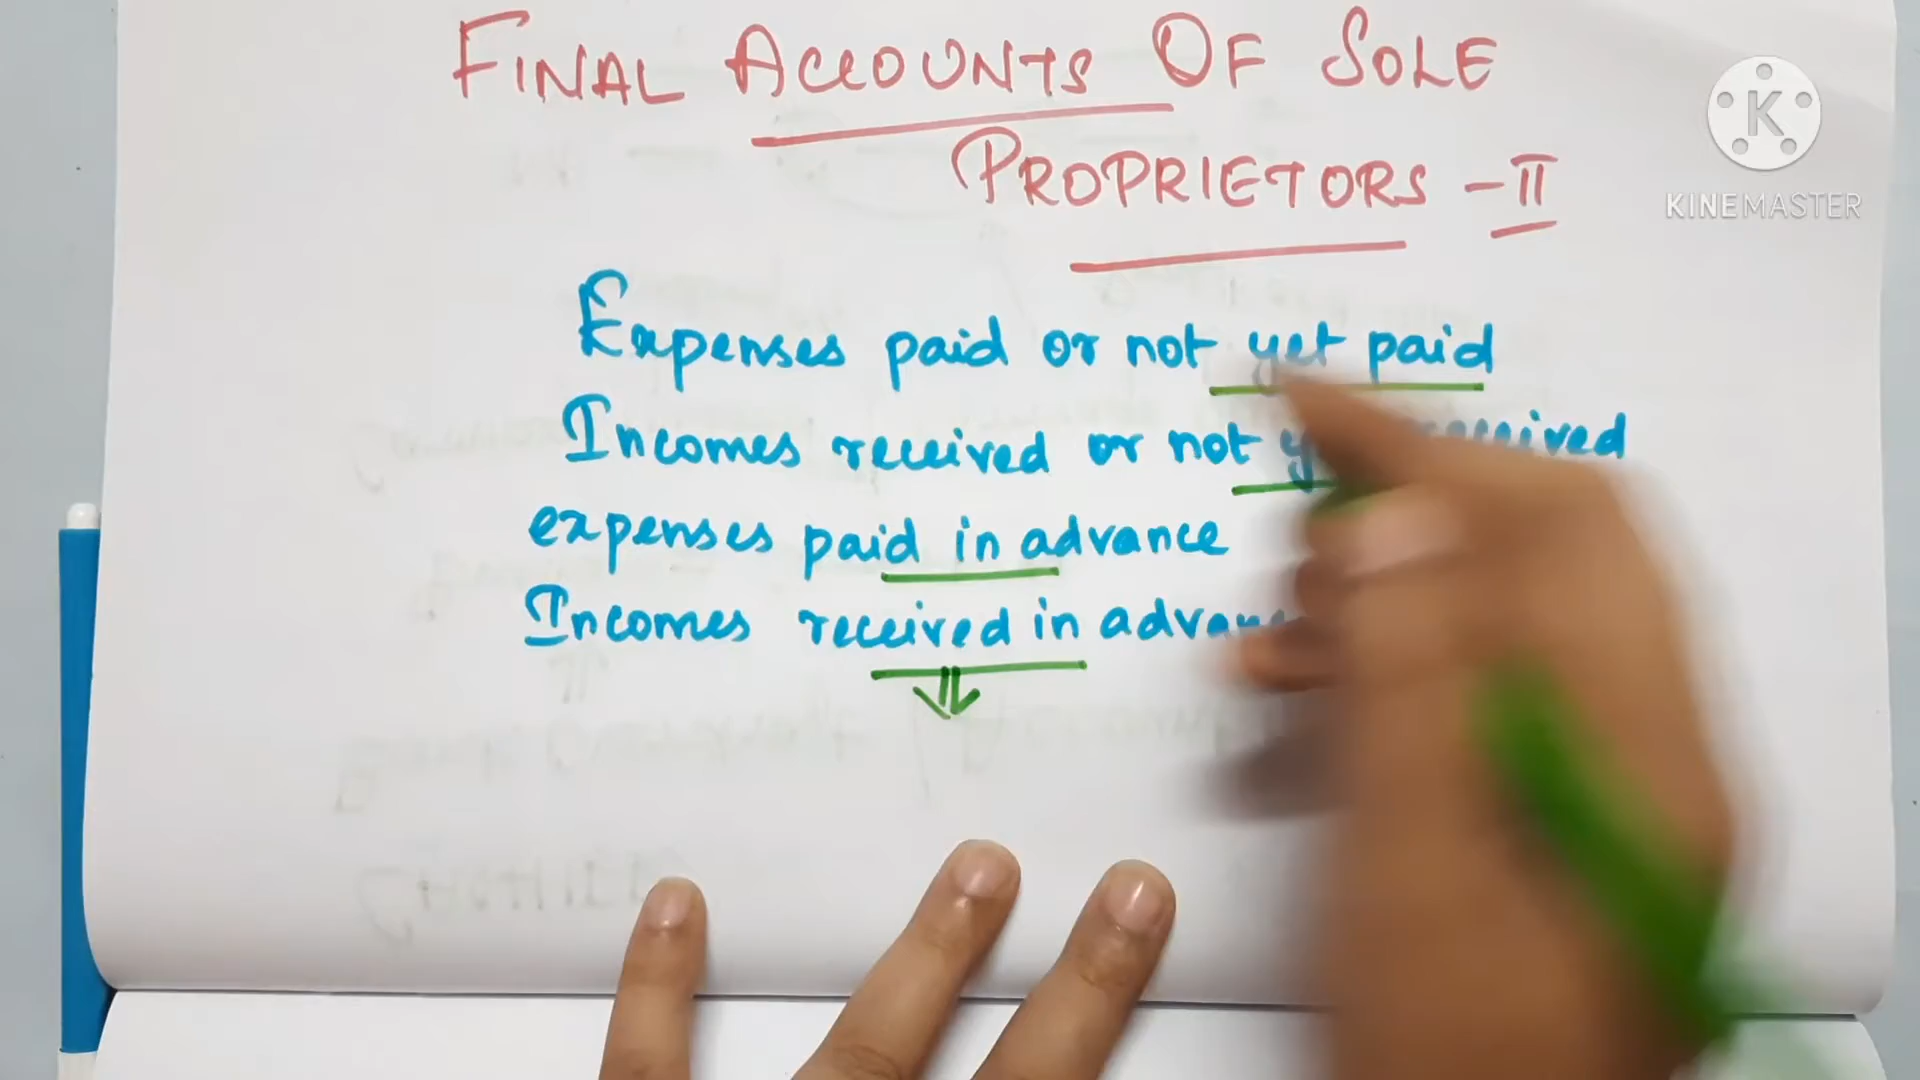 FINAL ACCOUNTS OF SOLE
PROPRIETORS - II
K
KINEMASTER
Expenses paid or not yet paid
Incomes received or not received
expenses paid in advance
Incomes received in